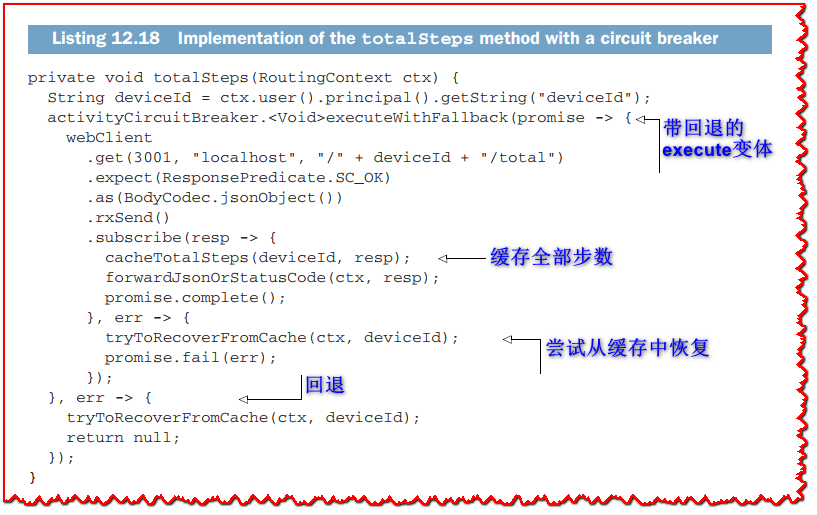 Listing 12.18 Implementation of the totalSteps method with a circuit breaker
private void totalSteps(RoutingContext ctx) {
  String deviceId = ctx.user().principal().getString("deviceId");
  activityCircuitBreaker.<Void>executeWithFallback(promise -> {
带回退的
execute变体
    webClient
      .get(3001, "localhost", "/" + deviceId + "/total")
      .expect(ResponsePredicate.SC_OK)
      .as(BodyCodec.jsonObject())
      .rxSend()
      .subscribe(resp -> {
        cacheTotalSteps(deviceId, resp);
缓存全部步数
        forwardJsonOrStatusCode(ctx, resp);
        promise.complete();
      }, err -> {
        tryToRecoverFromCache(ctx, deviceId);
尝试从缓存中恢复
        promise.fail(err);
      });
  }, err -> {
回退
    tryToRecoverFromCache(ctx, deviceId);
    return null;
  });
}